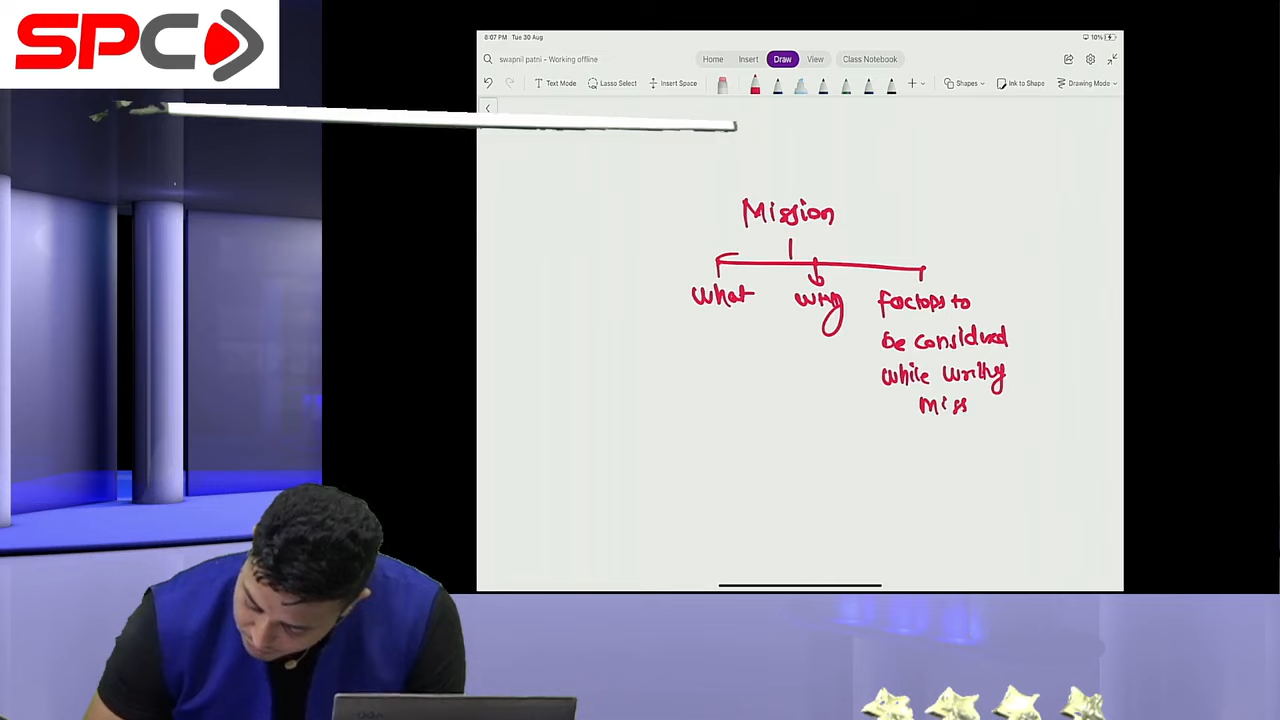 SPC
8:07 PM Tue 30 Aug
10%
swapnil patni - Working offline
Home Insert Draw View Class Notebook
Text Mode Lasso Select Insert Space Shapes Ink to Shape Drawing Mode
Mission
What
Why
factors to
be considered
while writing
Miss